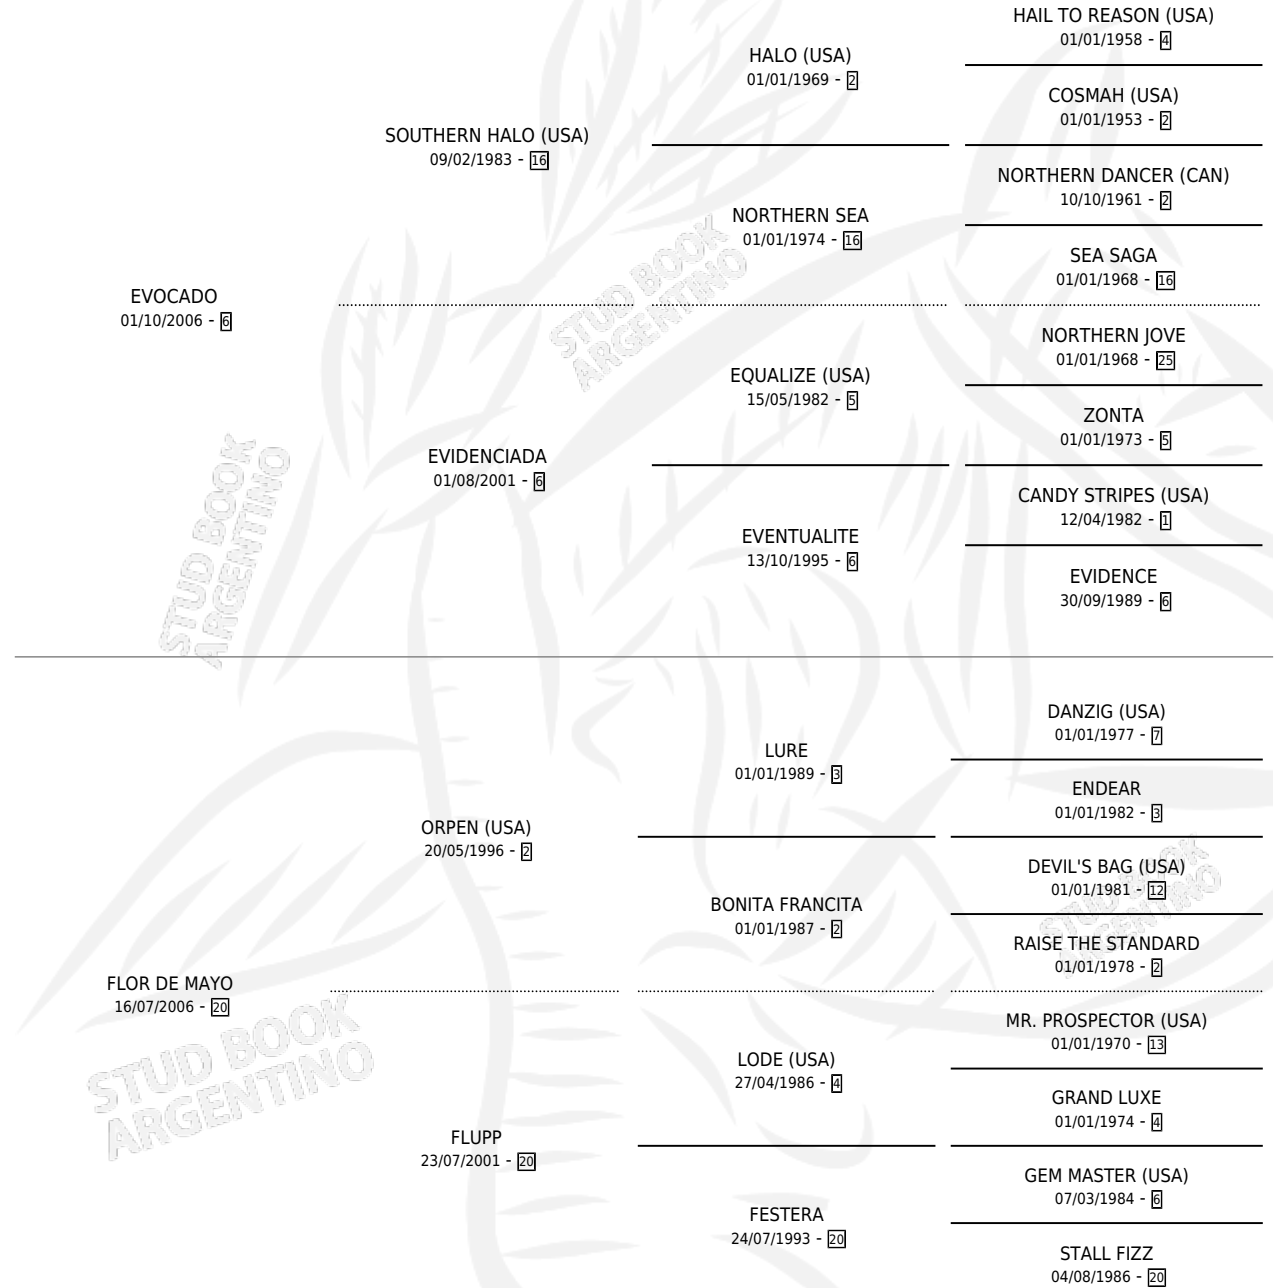 HAIL TO REASON (USA)
01/01/1958 - 4
HALO (USA)
01/01/1969 - 2
COSMAH (USA)
01/01/1953 - 2
SOUTHERN HALO (USA)
09/02/1983 - 16
NORTHERN DANCER (CAN)
10/10/1961 - 2
NORTHERN SEA
01/01/1974 - 16
SEA SAGA
01/01/1968 - 16
EVOCADO
01/10/2006 - 6
STUD BOOK
ARGENTINO
NORTHERN JOVE
01/01/1968 - 25
EQUALIZE (USA)
15/05/1982 - 5
ZONTA
01/01/1973 - 5
EVIDENCIADA
01/08/2001 - 6
CANDY STRIPES (USA)
12/04/1982 - 1
EVENTUALITE
13/10/1995 - 6
EVIDENCE
30/09/1989 - 6
STUD BOOK
ARGENTINO
DANZIG (USA)
01/01/1977 - 7
LURE
01/01/1989 - 3
ENDEAR
01/01/1982 - 3
ORPEN (USA)
20/05/1996 - 2
DEVIL'S BAG (USA)
01/01/1981 - 12
STUD BOOK
ARGENTINO
BONITA FRANCITA
01/01/1987 - 2
RAISE THE STANDARD
01/01/1978 - 2
FLOR DE MAYO
16/07/2006 - 20
STUD BOOK
ARGENTINO
MR. PROSPECTOR (USA)
01/01/1970 - 13
LODE (USA)
27/04/1986 - 4
GRAND LUXE
01/01/1974 - 4
FLUPP
23/07/2001 - 20
GEM MASTER (USA)
07/03/1984 - 6
FESTERA
24/07/1993 - 20
STALL FIZZ
04/08/1986 - 20